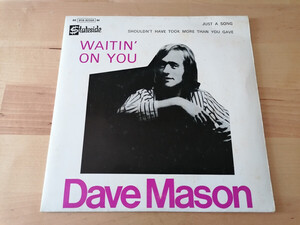 Stateside
JUST A SONG
SHOULDN'T HAVE TOOK MORE THAN YOU GAVE
WAITIN'
ON YOU
Dave Mason